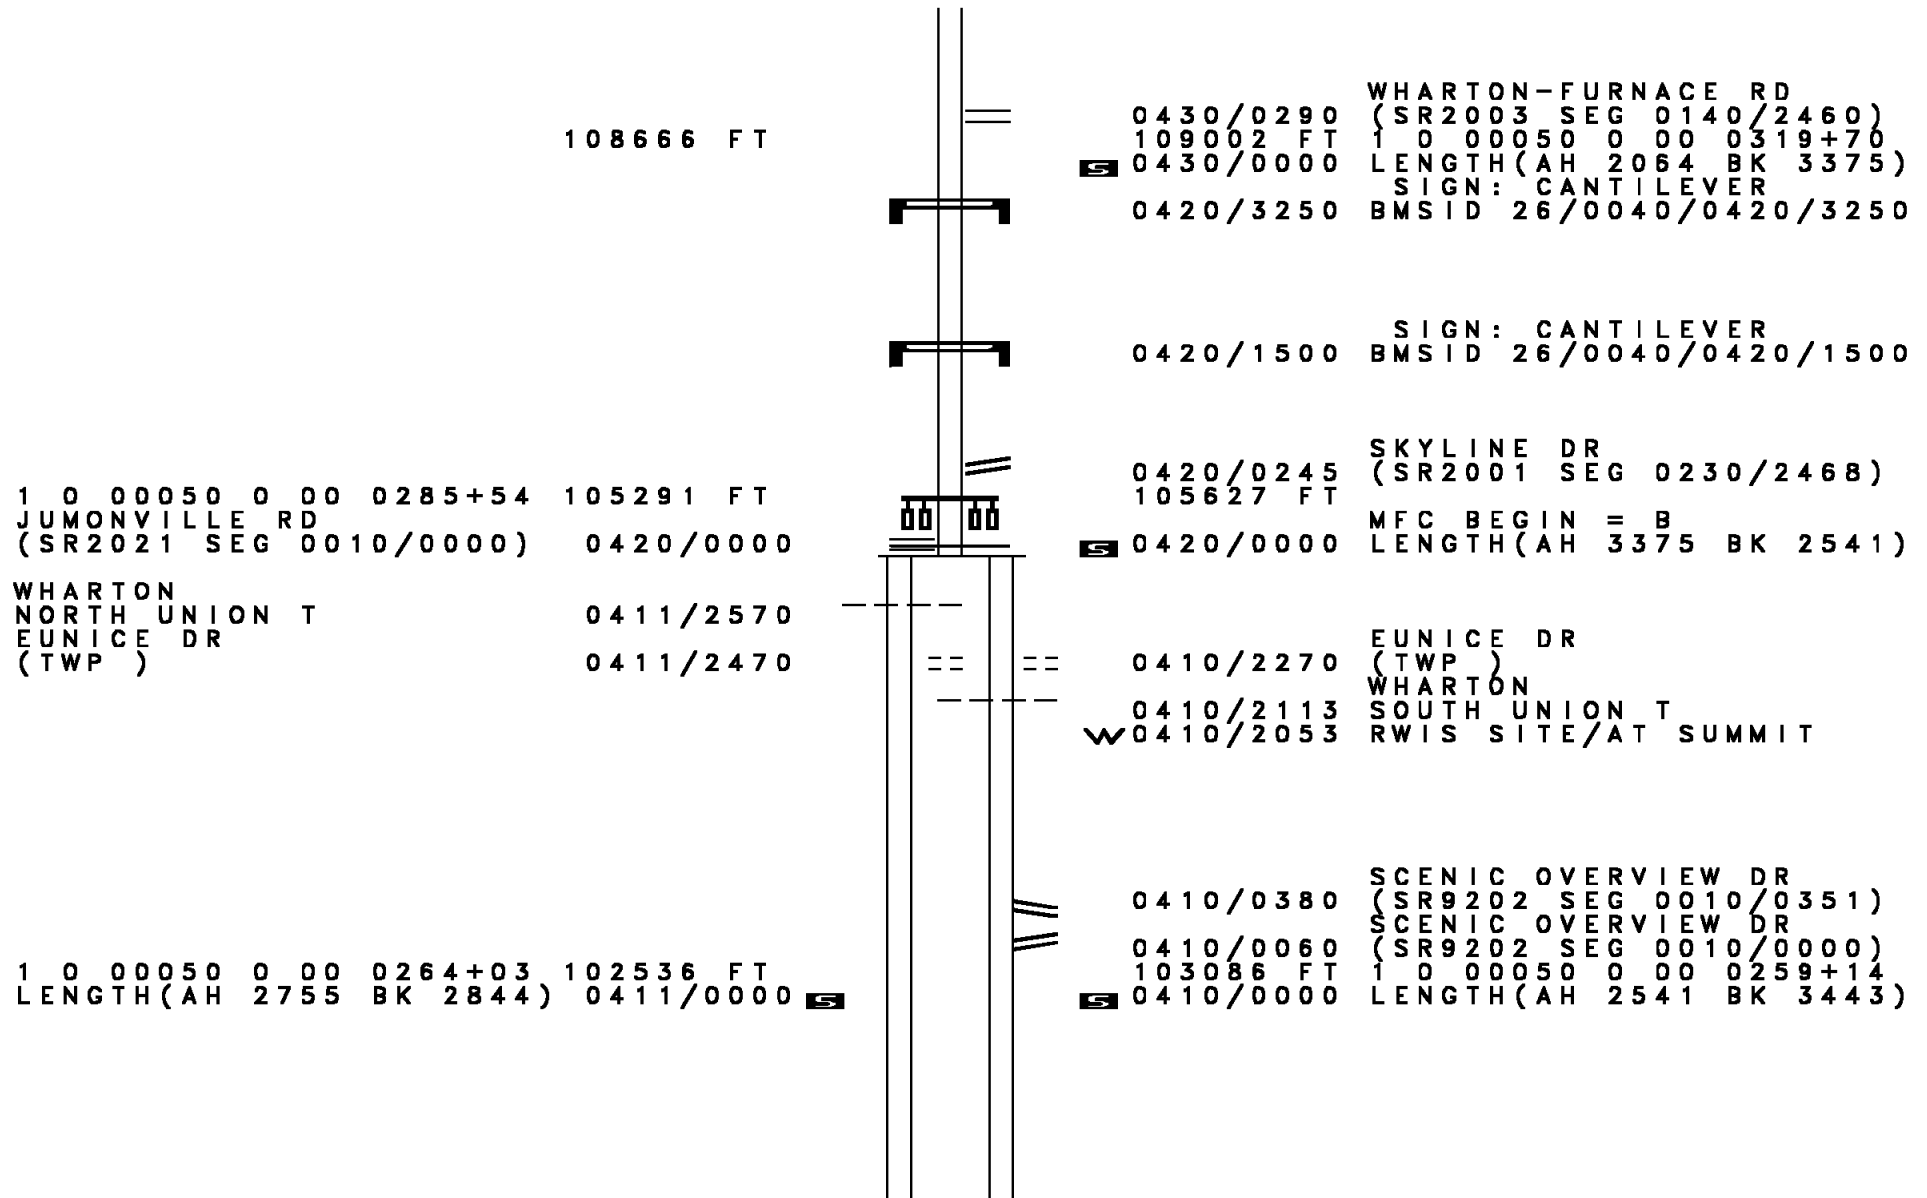 WHARTON-FURNACE RD
0430/0290 (SR2003 SEG 0140/2460)
108666 FT 109002 FT 1 0 00050 0 00 0319+70
S 0430/0000 LENGTH(AH 2064 BK 3375)
SIGN: CANTILEVER
0420/3250 BMSID 26/0040/0420/3250
SIGN: CANTILEVER
0420/1500 BMSID 26/0040/0420/1500
SKYLINE DR
0420/0245 (SR2001 SEG 0230/2468)
1 0 00050 0 00 0285+54 105291 FT 105627 FT
JUMONVILLE RD MFC BEGIN = B
(SR2021 SEG 0010/0000) 0420/0000 S 0420/0000 LENGTH(AH 3375 BK 2541)
WHARTON
NORTH UNION T 0411/2570
EUNICE DR EUNICE DR
(TWP ) 0411/2470 0410/2270 (TWP )
WHARTON
0410/2113 SOUTH UNION T
W 0410/2053 RWIS SITE/AT SUMMIT
SCENIC OVERVIEW DR
0410/0380 (SR9202 SEG 0010/0351)
SCENIC OVERVIEW DR
0410/0060 (SR9202 SEG 0010/0000)
1 0 00050 0 00 0264+03 102536 FT 103086 FT 1 0 00050 0 00 0259+14
LENGTH(AH 2755 BK 2844) 0411/0000 S S 0410/0000 LENGTH(AH 2541 BK 3443)